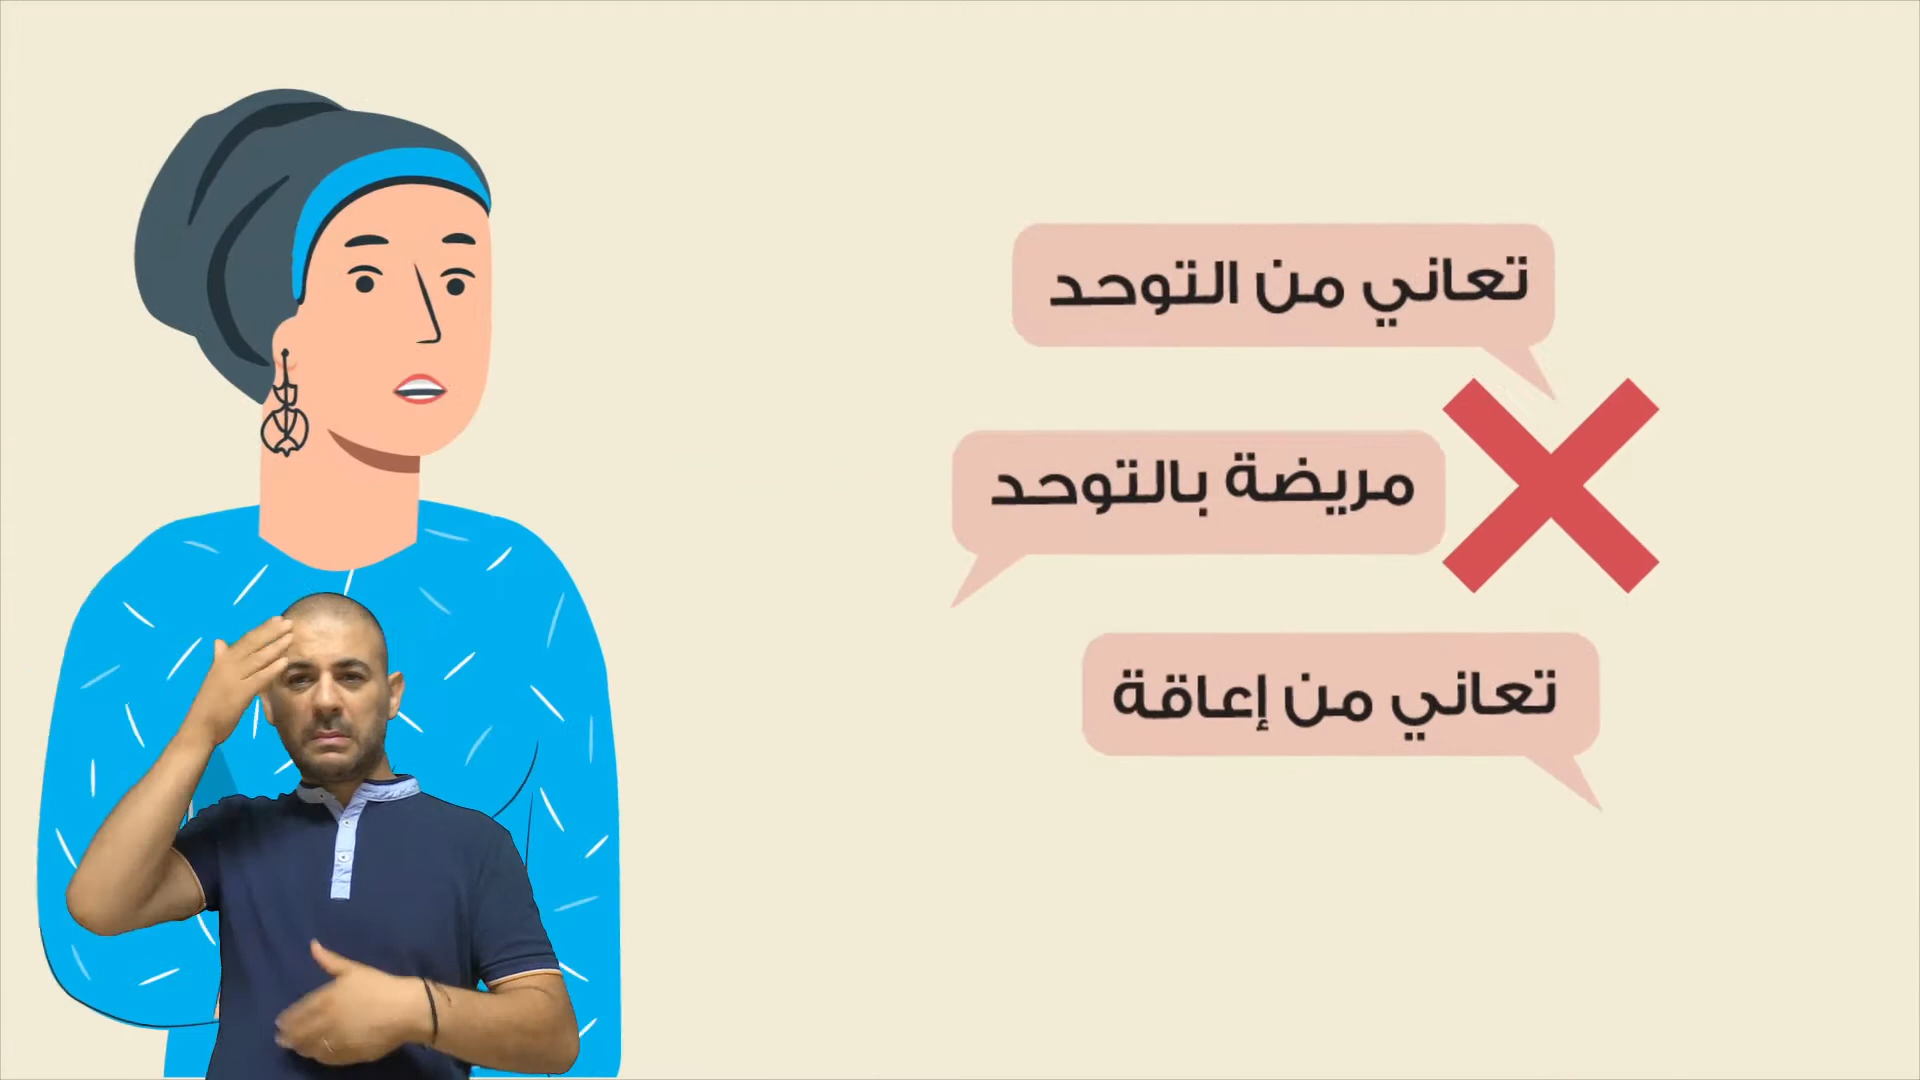 تعاني من التوحد
مريضة بالتوحد
تعاني من إعاقة